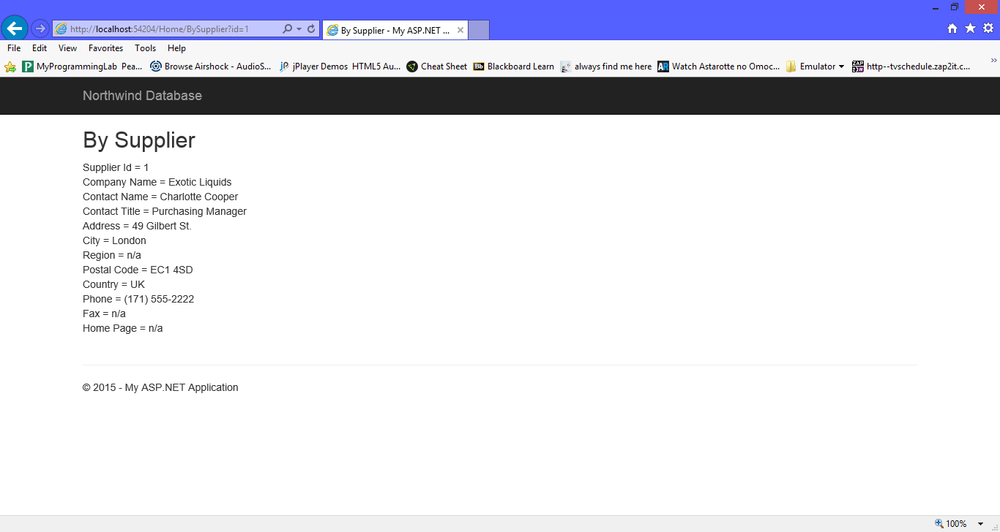 http://localhost:54204/Home/BySupplier?id=1
By Supplier - My ASP.NET ...
File Edit View Favorites Tools Help
MyProgrammingLab Pea... Browse Airshock - AudioS... jPlayer Demos HTML5 Au... Cheat Sheet Blackboard Learn always find me here Watch Astarotte no Omoc... Emulator http--tvschedule.zap2it.c...
Northwind Database
By Supplier
Supplier Id = 1
Company Name = Exotic Liquids
Contact Name = Charlotte Cooper
Contact Title = Purchasing Manager
Address = 49 Gilbert St.
City = London
Region = n/a
Postal Code = EC1 4SD
Country = UK
Phone = (171) 555-2222
Fax = n/a
Home Page = n/a
© 2015 - My ASP.NET Application
100%